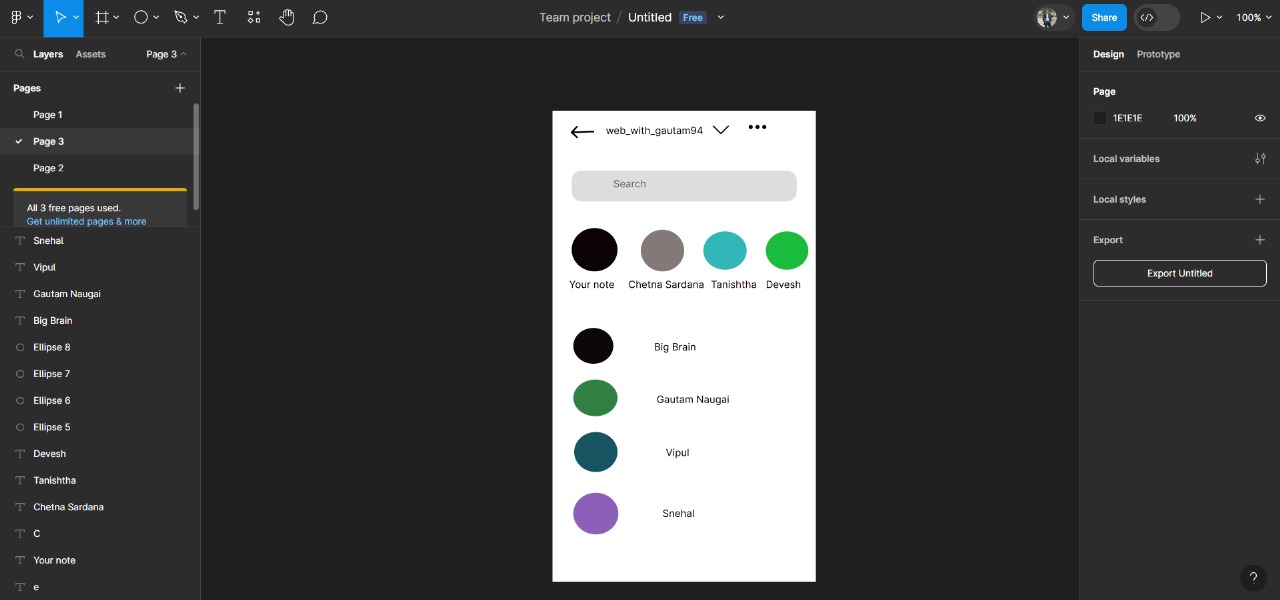 Team project / Untitled Free
Share
100%
Layers Assets Page 3
Design Prototype
Pages
Page 1
Page 3
Page 2
All 3 free pages used.
Get unlimited pages & more
Snehal
Vipul
Gautam Naugai
Big Brain
Ellipse 8
Ellipse 7
Ellipse 6
Ellipse 5
Devesh
Tanishtha
Chetna Sardana
C
Your note
e
web_with_gautam94
Search
Your note Chetna Sardana Tanishtha Devesh
Big Brain
Gautam Naugai
Vipul
Snehal
Page
1E1E1E 100%
Local variables
Local styles
Export
Export Untitled
?